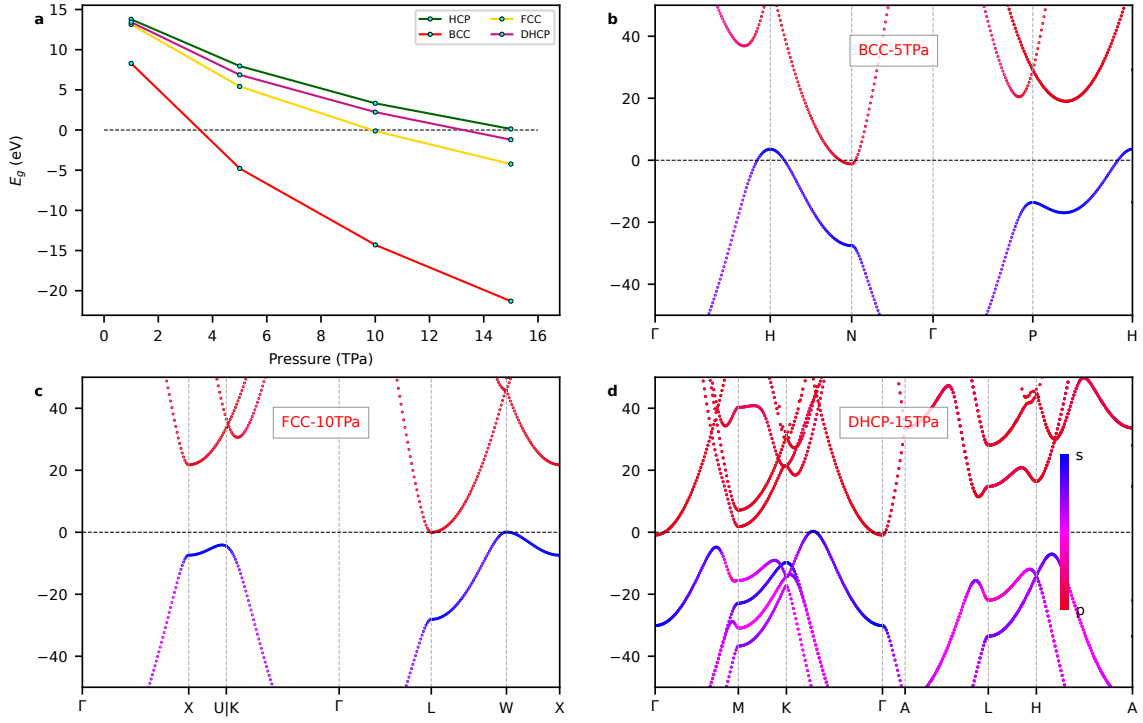 a
15
10
5
0
−5
−10
−15
−20
E_g (eV)
0 2 4 6 8 10 12 14 16
Pressure (TPa)
HCP FCC
BCC DHCP
b
40
20
0
−20
−40
BCC-5TPa
Γ H N Γ P H
c
40
20
0
−20
−40
FCC-10TPa
Γ X U|K Γ L W X
d
40
20
0
−20
−40
DHCP-15TPa
s
p
Γ M K Γ A L H A